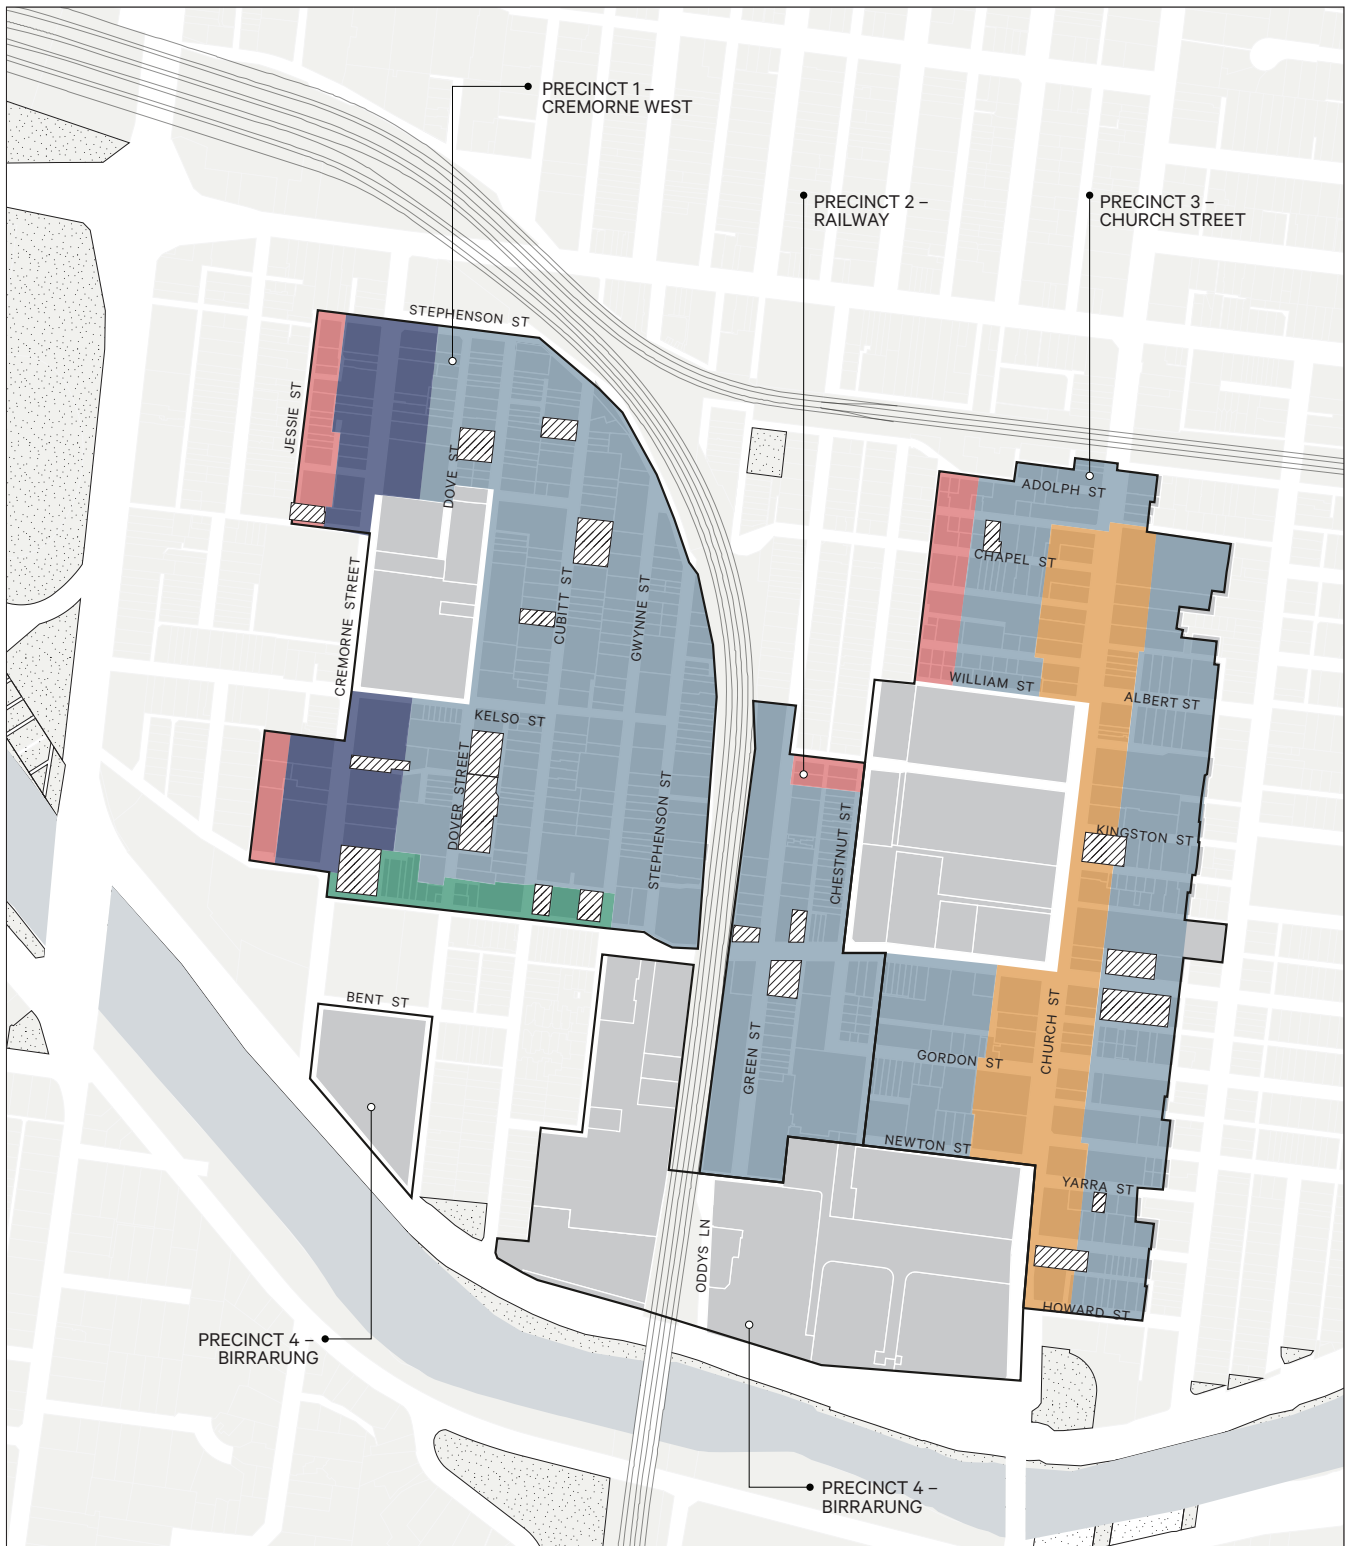 PRECINCT 1 –
CREMORNE WEST
PRECINCT 2 –
RAILWAY
PRECINCT 3 –
CHURCH STREET
STEPHENSON ST
JESSIE ST
DOVE ST
ADOLPH ST
CHAPEL ST
CREMORNE STREET
CUBITT ST
GWYNNE ST
WILLIAM ST
ALBERT ST
KELSO ST
DOVER STREET
STEPHENSON ST
CHESTNUT ST
KINGSTON ST
BENT ST
GREEN ST
GORDON ST
CHURCH ST
NEWTON ST
YARRA ST
ODDYS LN
HOWARD ST
PRECINCT 4 –
BIRRARUNG
PRECINCT 4 –
BIRRARUNG